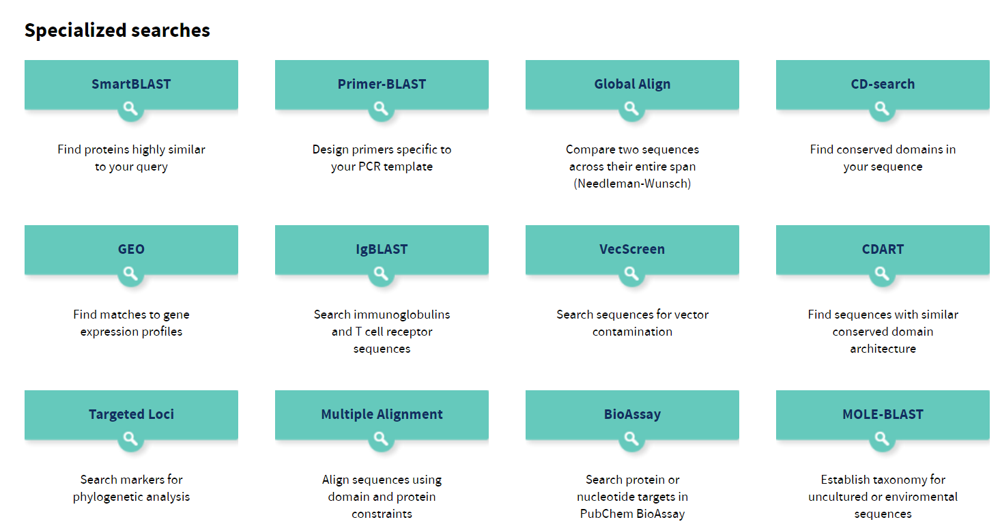 Specialized searches
SmartBLAST
Find proteins highly similar
to your query
Primer-BLAST
Design primers specific to
your PCR template
Global Align
Compare two sequences
across their entire span
(Needleman-Wunsch)
CD-search
Find conserved domains in
your sequence
GEO
Find matches to gene
expression profiles
IgBLAST
Search immunoglobulins
and T cell receptor
sequences
VecScreen
Search sequences for vector
contamination
CDART
Find sequences with similar
conserved domain
architecture
Targeted Loci
Search markers for
phylogenetic analysis
Multiple Alignment
Align sequences using
domain and protein
constraints
BioAssay
Search protein or
nucleotide targets in
PubChem BioAssay
MOLE-BLAST
Establish taxonomy for
uncultured or enviromental
sequences